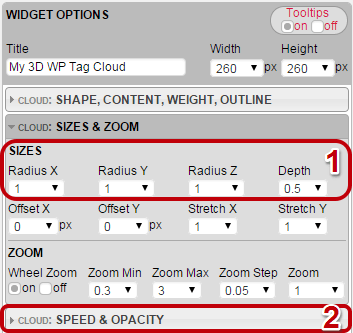 WIDGET OPTIONS
Tooltips
on off
Title Width Height
My 3D WP Tag Cloud 260 px 260 px
CLOUD: SHAPE, CONTENT, WEIGHT, OUTLINE
CLOUD: SIZES & ZOOM
SIZES 1
Radius X Radius Y Radius Z Depth
1 1 1 0.5
Offset X Offset Y Stretch X Stretch Y
0 px 0 px 1 1
ZOOM
Wheel Zoom Zoom Min Zoom Max Zoom Step Zoom
on off 0.3 3 0.05 1
CLOUD: SPEED & OPACITY 2